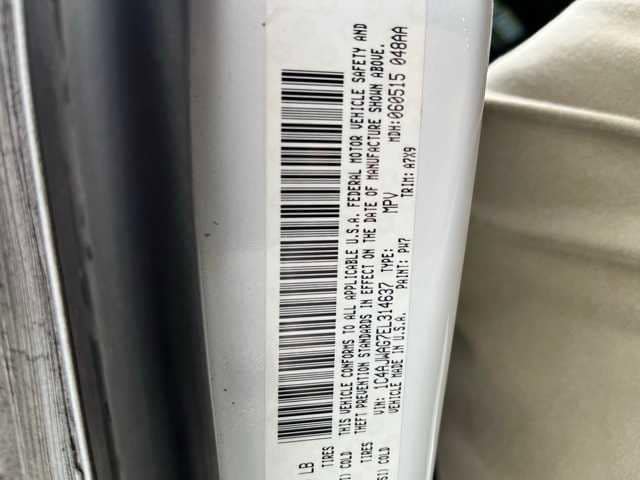 THIS VEHICLE CONFORMS TO ALL APPLICABLE U.S.A. FEDERAL MOTOR VEHICLE SAFETY AND
THEFT PREVENTION STANDARDS IN EFFECT ON THE DATE OF MANUFACTURE SHOWN ABOVE.
VIN: 1C4AJWAG7EL314637 TYPE: MPV MDH:060515 048AA
VEHICLE MADE IN U.S.A. PAINT: PW7 TRIM: A7X9
LB
TIRES TIRES
COLD COLD